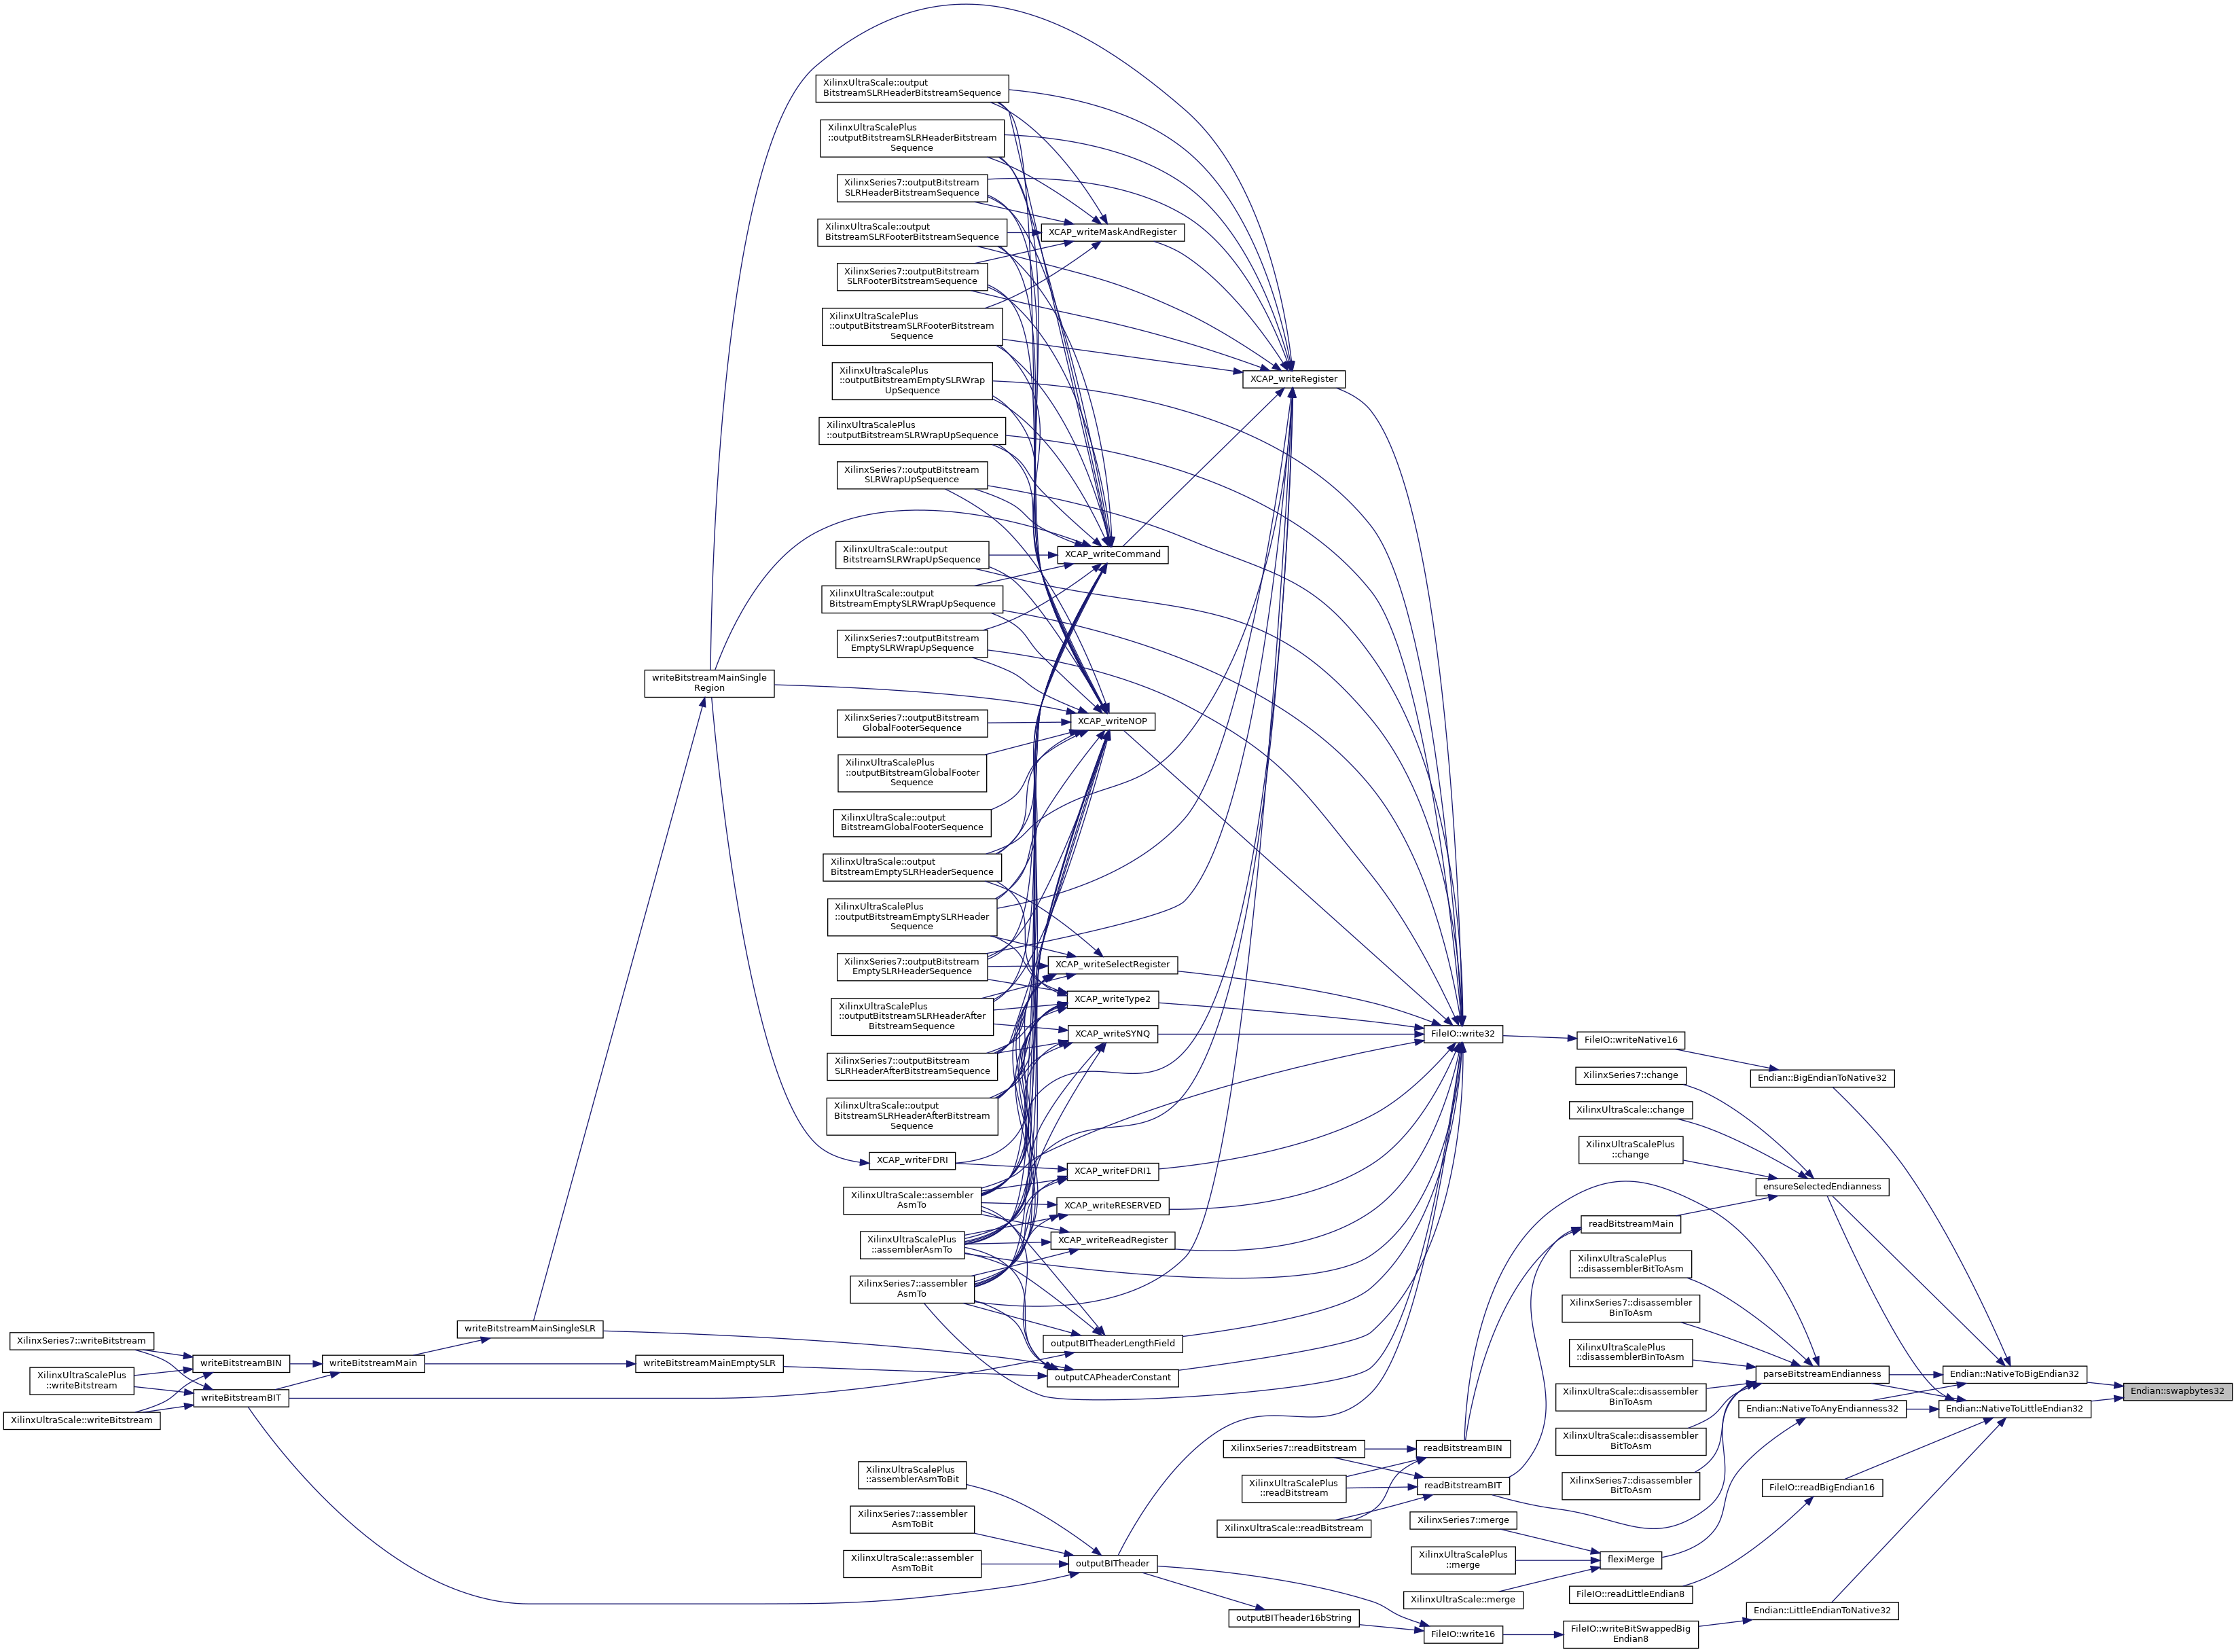 XilinxUltraScale::output
BitstreamSLRHeaderBitstreamSequence
XilinxUltraScalePlus
::outputBitstreamSLRHeaderBitstream
Sequence
XilinxSeries7::outputBitstream
SLRHeaderBitstreamSequence
XilinxUltraScale::output
BitstreamSLRFooterBitstreamSequence
XCAP_writeMaskAndRegister
XilinxSeries7::outputBitstream
SLRFooterBitstreamSequence
XilinxUltraScalePlus
::outputBitstreamSLRFooterBitstream
Sequence
XilinxUltraScalePlus
::outputBitstreamEmptySLRWrap
UpSequence
XCAP_writeRegister
XilinxUltraScalePlus
::outputBitstreamSLRWrapUpSequence
XilinxSeries7::outputBitstream
SLRWrapUpSequence
XilinxUltraScale::output
BitstreamSLRWrapUpSequence
XCAP_writeCommand
XilinxUltraScale::output
BitstreamEmptySLRWrapUpSequence
XilinxSeries7::outputBitstream
EmptySLRWrapUpSequence
writeBitstreamMainSingle
Region
XilinxSeries7::outputBitstream
GlobalFooterSequence
XCAP_writeNOP
XilinxUltraScalePlus
::outputBitstreamGlobalFooter
Sequence
XilinxUltraScale::output
BitstreamGlobalFooterSequence
XilinxUltraScale::output
BitstreamEmptySLRHeaderSequence
XilinxUltraScalePlus
::outputBitstreamEmptySLRHeader
Sequence
XilinxSeries7::outputBitstream
EmptySLRHeaderSequence
XCAP_writeSelectRegister
XilinxUltraScalePlus
::outputBitstreamSLRHeaderAfter
BitstreamSequence
XCAP_writeType2
XCAP_writeSYNQ
FileIO::write32
FileIO::writeNative16
XilinxSeries7::outputBitstream
SLRHeaderAfterBitstreamSequence
XilinxSeries7::change
Endian::BigEndianToNative32
XilinxUltraScale::output
BitstreamSLRHeaderAfterBitstream
Sequence
XilinxUltraScale::change
XilinxUltraScalePlus
::change
XCAP_writeFDRI
XCAP_writeFDRI1
ensureSelectedEndianness
XilinxUltraScale::assembler
AsmTo
XCAP_writeRESERVED
readBitstreamMain
XilinxUltraScalePlus
::assemblerAsmTo
XCAP_writeReadRegister
XilinxUltraScalePlus
::disassemblerBitToAsm
XilinxSeries7::assembler
AsmTo
XilinxSeries7::disassembler
BinToAsm
writeBitstreamMainSingleSLR
XilinxSeries7::writeBitstream
outputBITheaderLengthField
XilinxUltraScalePlus
::disassemblerBinToAsm
writeBitstreamBIN
writeBitstreamMain
writeBitstreamMainEmptySLR
XilinxUltraScalePlus
::writeBitstream
outputCAPheaderConstant
parseBitstreamEndianness
Endian::NativeToBigEndian32
Endian::swapbytes32
writeBitstreamBIT
XilinxUltraScale::disassembler
BinToAsm
Endian::NativeToAnyEndianness32
Endian::NativeToLittleEndian32
XilinxUltraScale::writeBitstream
XilinxUltraScale::disassembler
BitToAsm
XilinxSeries7::readBitstream
readBitstreamBIN
XilinxUltraScalePlus
::assemblerAsmToBit
XilinxUltraScalePlus
::readBitstream
readBitstreamBIT
XilinxSeries7::disassembler
BitToAsm
FileIO::readBigEndian16
XilinxSeries7::assembler
AsmToBit
XilinxUltraScale::readBitstream
XilinxSeries7::merge
XilinxUltraScale::assembler
AsmToBit
outputBITheader
XilinxUltraScalePlus
::merge
flexiMerge
XilinxUltraScale::merge
FileIO::readLittleEndian8
outputBITheader16bString
Endian::LittleEndianToNative32
FileIO::write16
FileIO::writeBitSwappedBig
Endian8